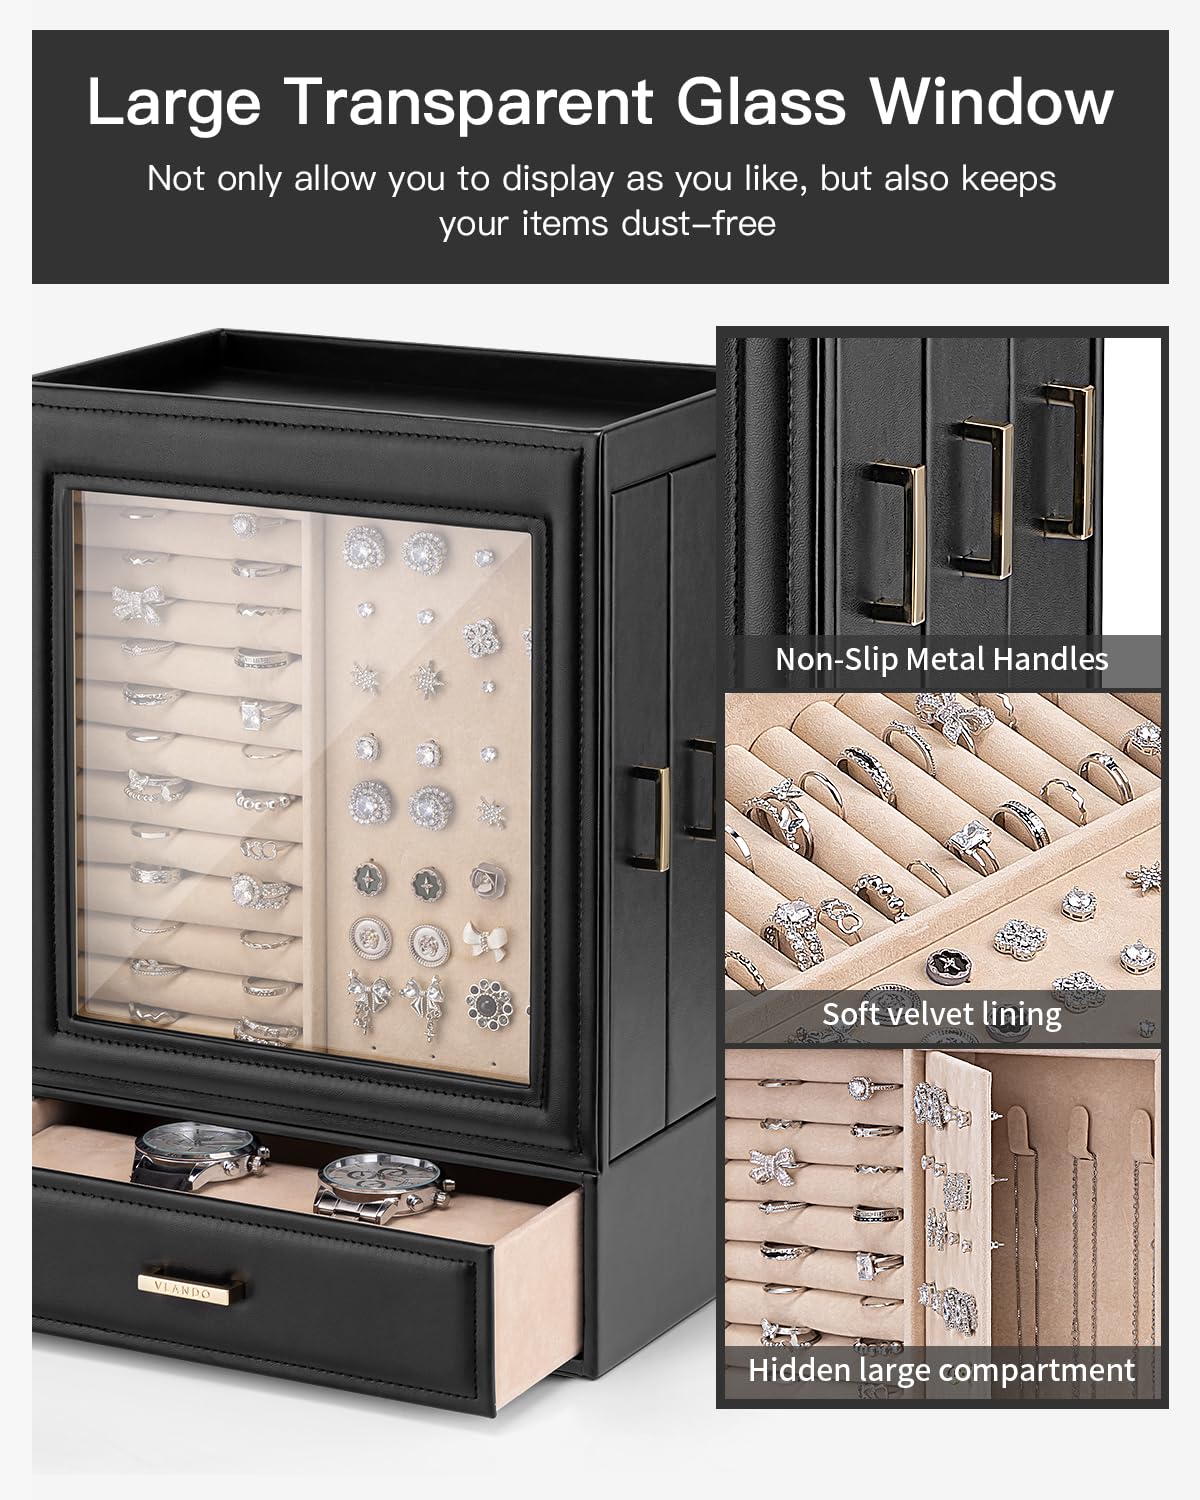 Large Transparent Glass Window
Not only allow you to display as you like, but also keeps
your items dust-free
Non-Slip Metal Handles
Soft velvet lining
VLANDO
Hidden large compartment